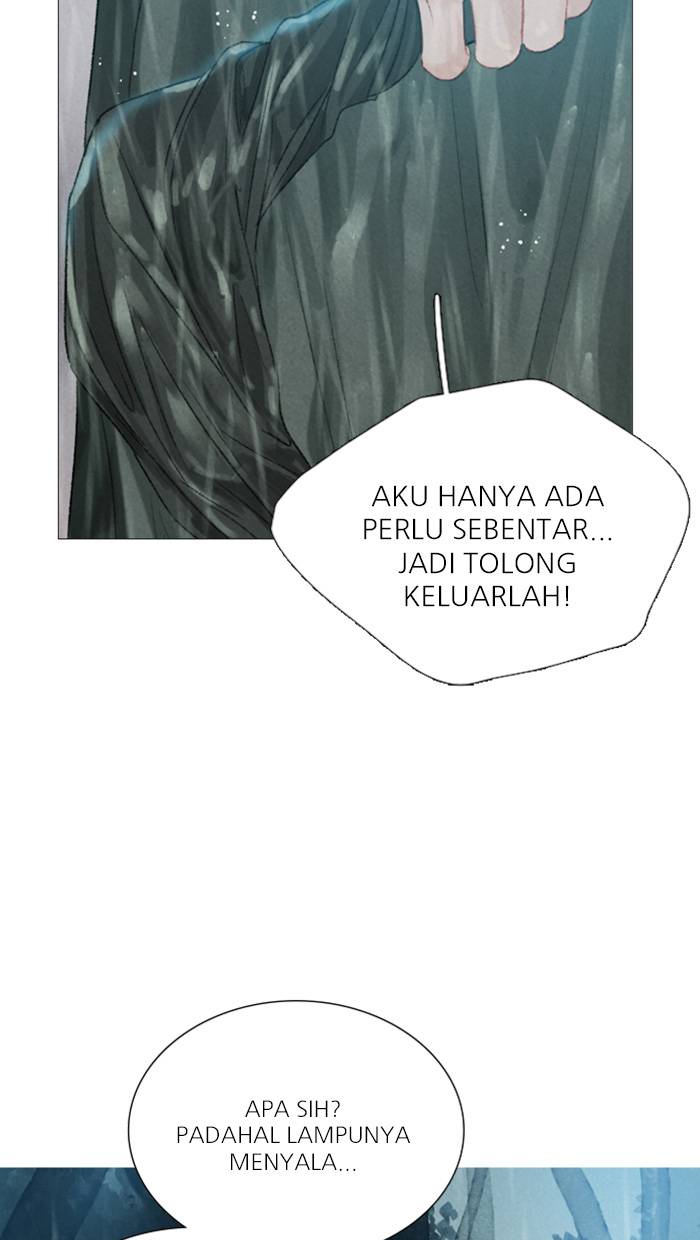 AKU HANYA ADA
PERLU SEBENTAR...
JADI TOLONG
KELUARLAH!
APA SIH?
PADAHAL LAMPUNYA
MENYALA...